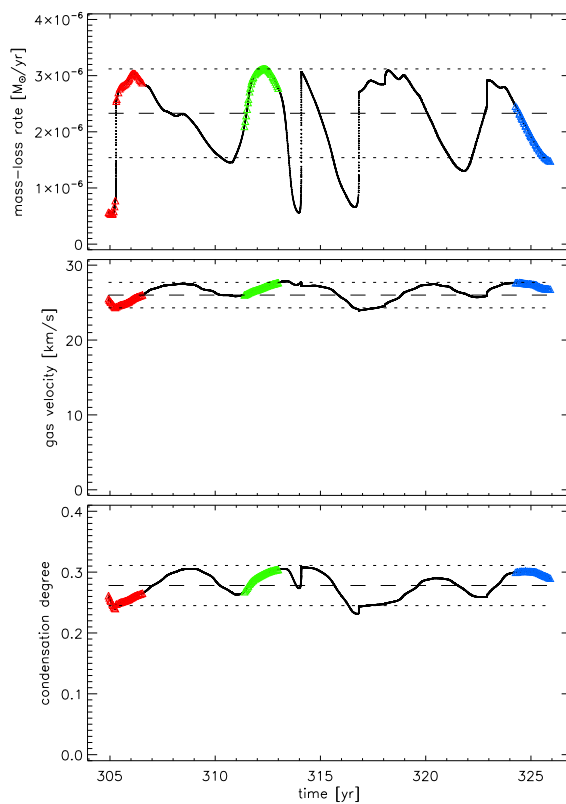 4×10⁻⁶
3×10⁻⁶
2×10⁻⁶
1×10⁻⁶
0
mass−loss rate [M⊙/yr]
30
20
10
0
gas velocity [km/s]
0.4
0.3
0.2
0.1
0.0
condensation degree
305 310 315 320 325
time [yr]